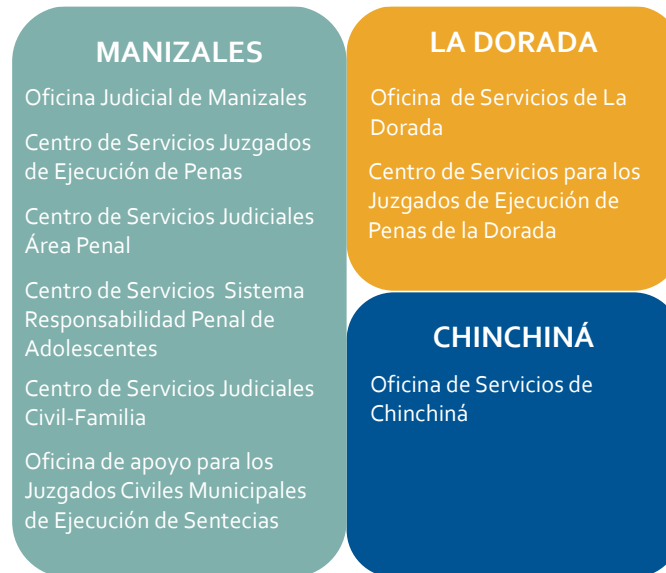 MANIZALES
Oficina Judicial de Manizales
Centro de Servicios Juzgados
de Ejecución de Penas
Centro de Servicios Judiciales
Área Penal
Centro de Servicios Sistema
Responsabilidad Penal de
Adolescentes
Centro de Servicios Judiciales
Civil-Familia
Oficina de apoyo para los
Juzgados Civiles Municipales
de Ejecución de Sentecias
LA DORADA
Oficina de Servicios de La
Dorada
Centro de Servicios para los
Juzgados de Ejecución de
Penas de la Dorada
CHINCHINÁ
Oficina de Servicios de
Chinchiná